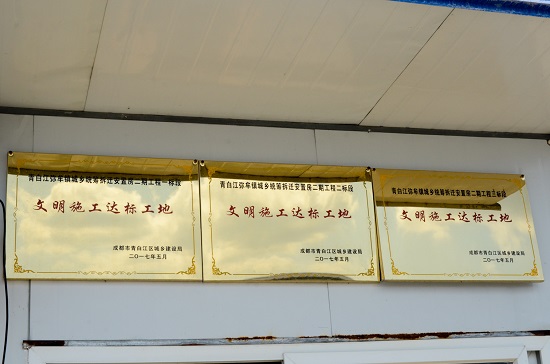 青白江弥牟镇城乡统筹拆迁安置房二期工程一标段
文明施工达标工地
成都市青白江区城乡建设局
二〇一七年五月
青白江弥牟镇城乡统筹拆迁安置房二期工程二标段
文明施工达标工地
成都市青白江区城乡建设局
二〇一七年五月
青白江弥牟镇城乡统筹拆迁安置房二期工程三标段
文明施工达标工地
成都市青白江区城乡建设局
二〇一七年五月